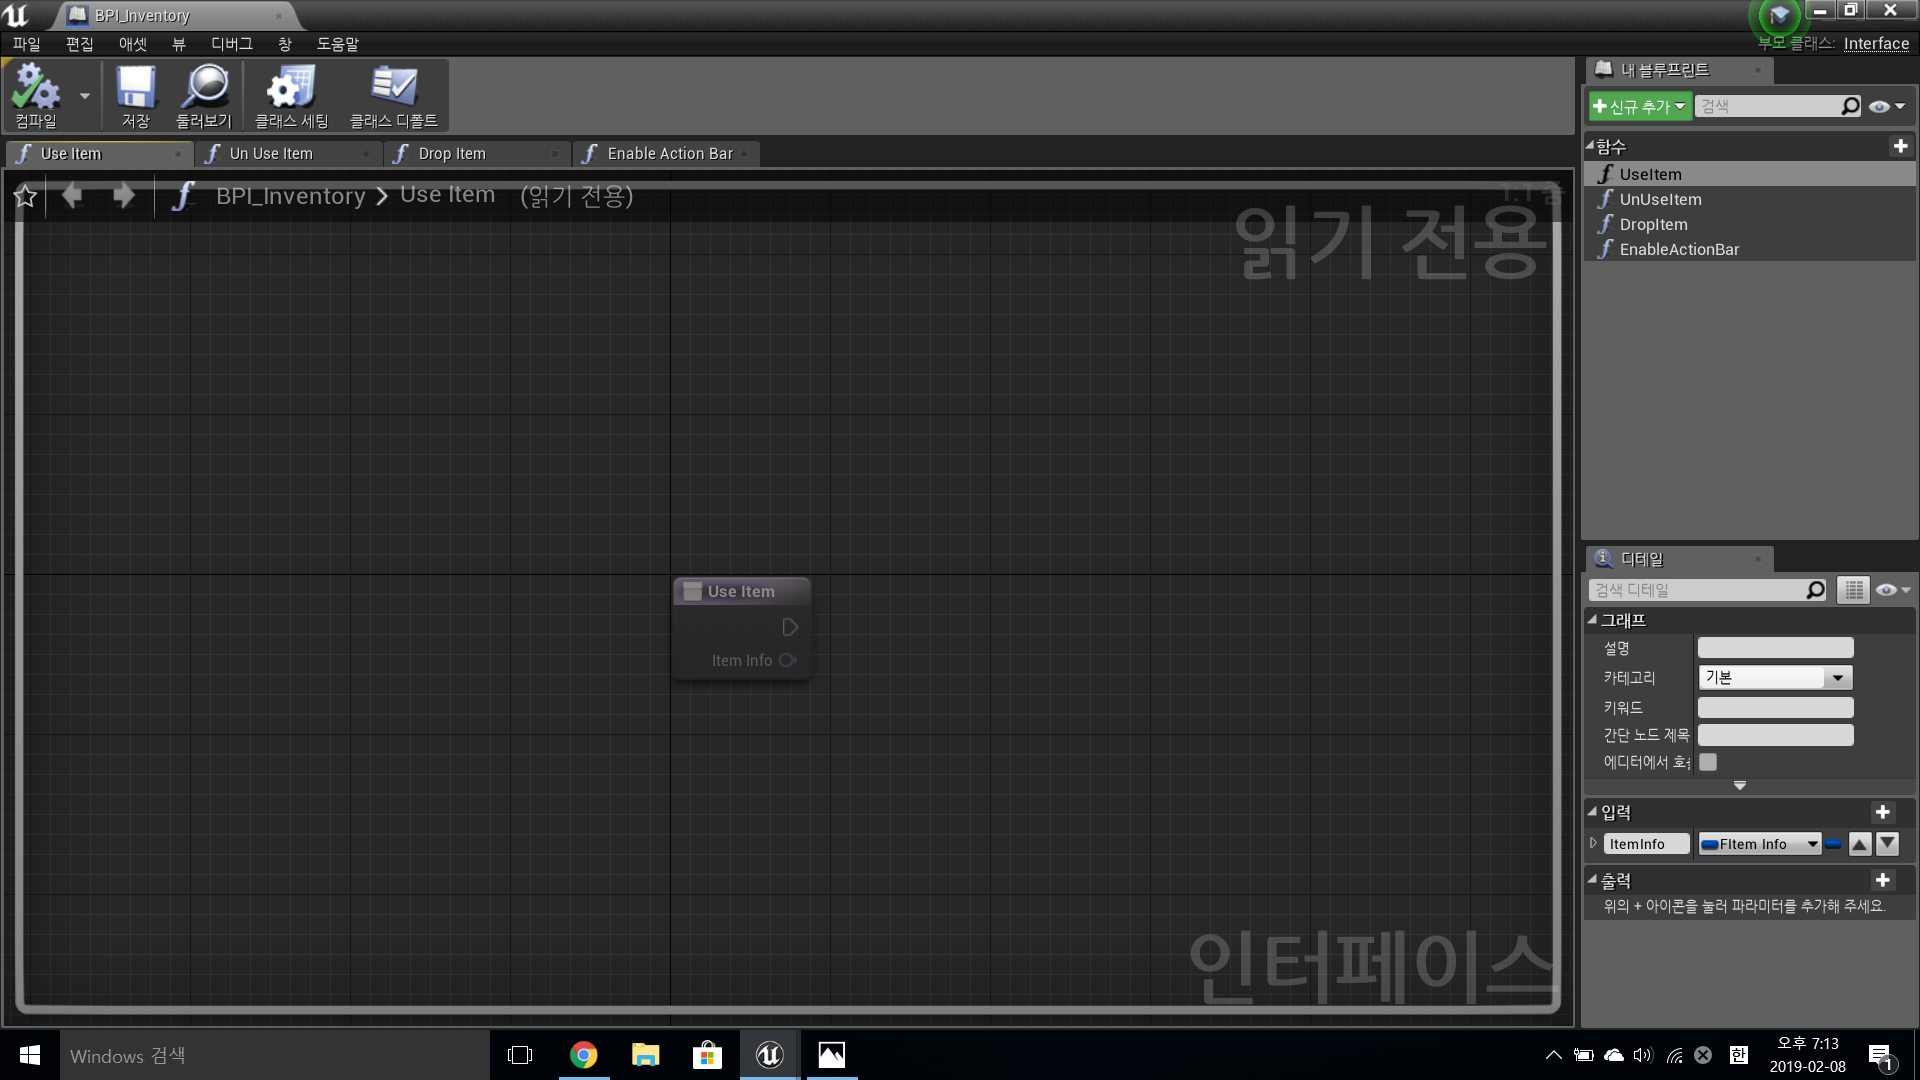 BPI_Inventory
파일 편집 애셋 뷰 디버그 창 도움말
부모 클래스: Interface
컴파일 저장 둘러보기 클래스 세팅 클래스 디폴트
Use Item Un Use Item Drop Item Enable Action Bar
BPI_Inventory > Use Item (읽기 전용)
1:1 줌
읽기 전용
Use Item
Item Info
인터페이스
내 블루프린트
신규 추가 검색
함수
UseItem
UnUseItem
DropItem
EnableActionBar
디테일
검색 디테일
그래프
설명
카테고리 기본
키워드
간단 노드 제목
에디터에서 호출
입력
ItemInfo FItem Info
출력
위의 + 아이콘을 눌러 파라미터를 추가해 주세요.
Windows 검색
한
오후 7:13
2019-02-08
1